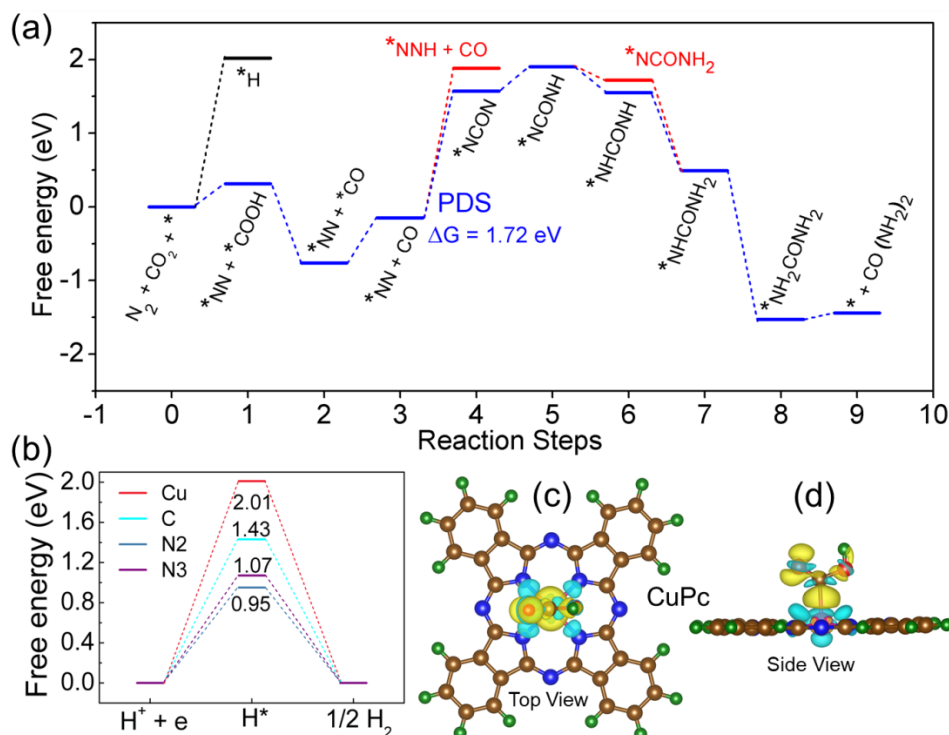 (a)
Free energy (eV)
2
1
0
-1
-2
*H
*NNH + CO
*NCON
*NCONH
*NCONH₂
*NHCONH
N₂ + CO₂ + *
*NN + *COOH
*NN + *CO
*NN + CO
PDS
ΔG = 1.72 eV
*NHCONH₂
*NH₂CONH₂
* + CO(NH₂)₂
-1 0 1 2 3 4 5 6 7 8 9 10
Reaction Steps
(b)
Free energy (eV)
2.0
1.6
1.2
0.8
0.4
0.0
Cu
C
N2
N3
2.01
1.43
1.07
0.95
H⁺ + e
H*
1/2 H₂
(c)
Top View
CuPc
(d)
Side View